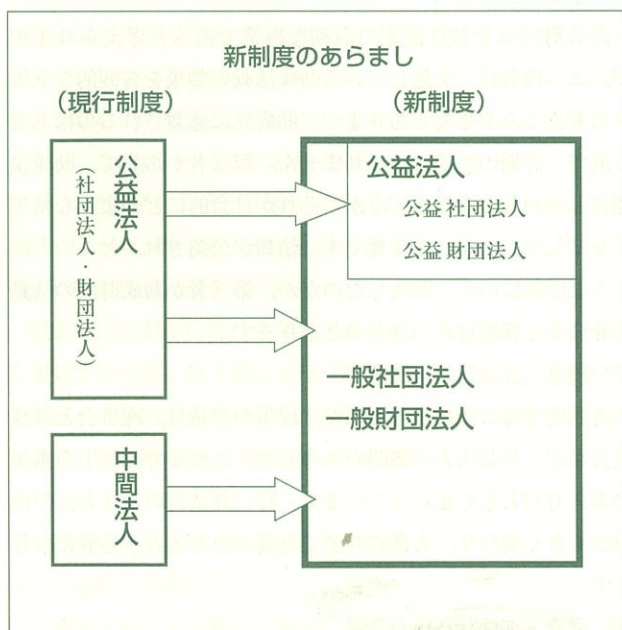 新制度のあらまし
（現行制度）
（新制度）
公益法人
（社団法人・財団法人）
中間法人
公益法人
公益社団法人
公益財団法人
一般社団法人
一般財団法人